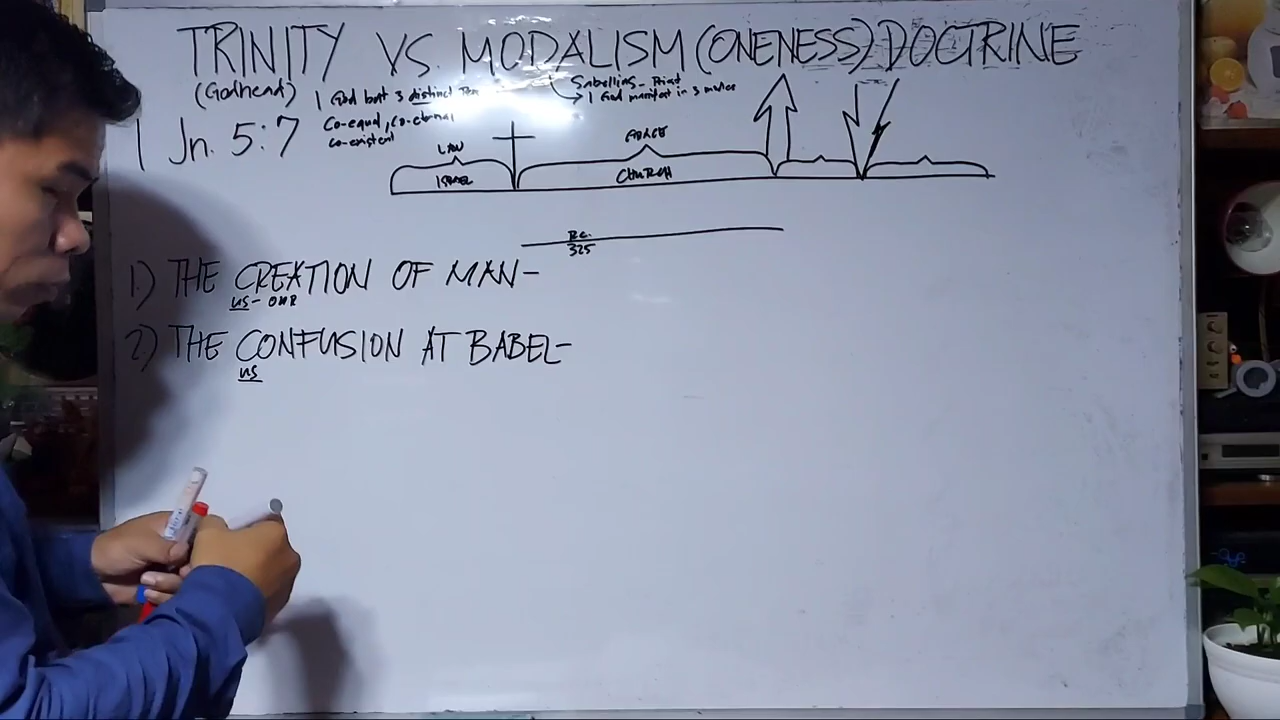 TRINITY VS. MODALISM (ONENESS) DOCTRINE
(Godhead) 1 God but 3 distinct Per
Co-equal, co-eternal
co-existent
Sabellius - Priest
1 God manifest in 3 modes
1 Jn. 5:7
LAW
GRACE
ISRAEL
CHURCH
R.C.
325
1.) THE CREATION OF MAN-
us - OUR
2) THE CONFUSION AT BABEL-
us